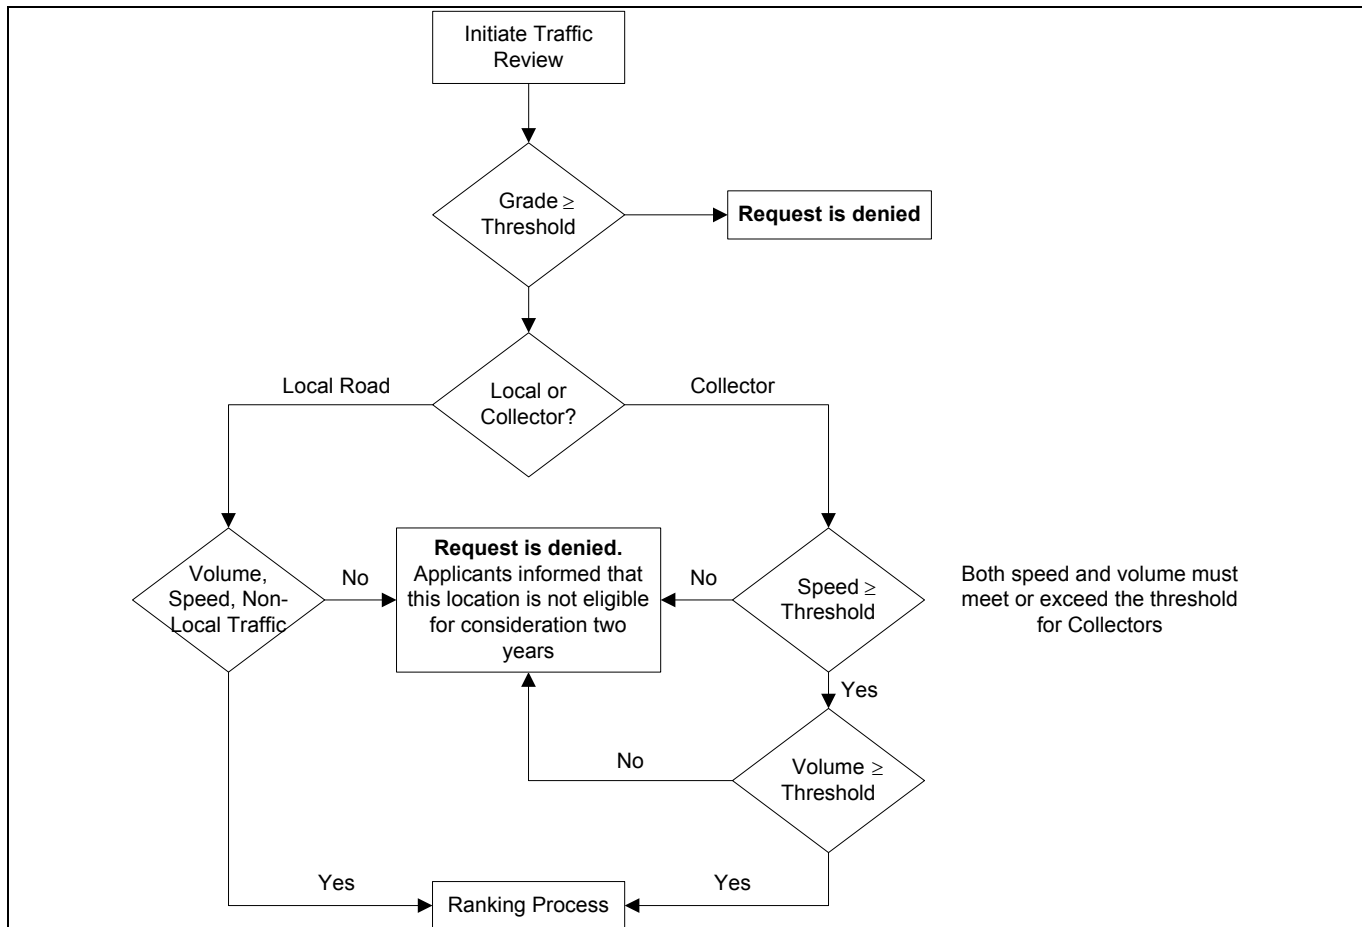 Initiate Traffic
Review
Grade ≥
Threshold
Request is denied
Local Road
Local or
Collector?
Collector
Volume,
Speed, Non-
Local Traffic
No
Request is denied.
Applicants informed that
this location is not eligible
for consideration two
years
No
Speed ≥
Threshold
Both speed and volume must
meet or exceed the threshold
for Collectors
Yes
No
Volume ≥
Threshold
Yes
Ranking Process
Yes